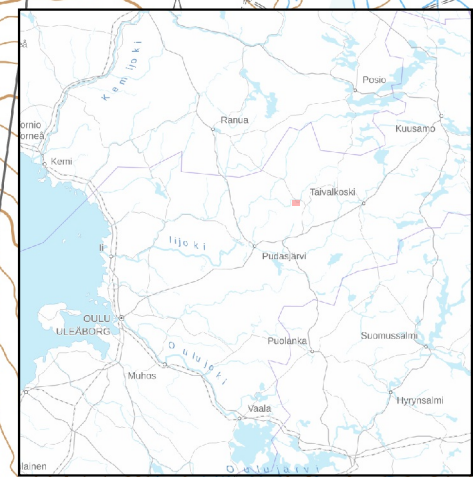 Kemijoki
Posio
Ranua
Kuusamo
ornio
orneå
Kemi
Taivalkoski
Iijoki
Ii
Pudasjärvi
OULU
ULEÅBORG
Oulujoki
Puolanka
Suomussalmi
Muhos
Hyrynsalmi
Vaala
lainen
Oulujärvi